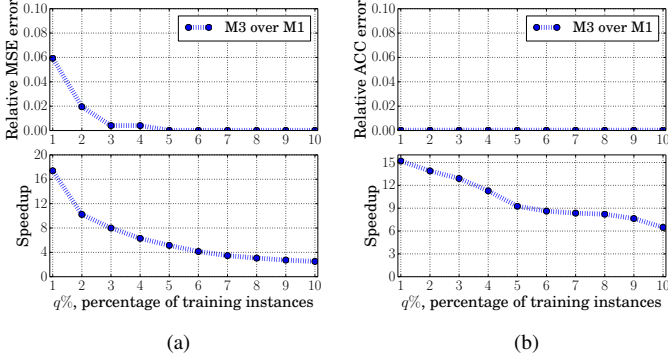 Relative MSE error
0.10
0.08
0.06
0.04
0.02
0.00
M3 over M1
1 2 3 4 5 6 7 8 9 10
Speedup
20
16
12
8
4
0
1 2 3 4 5 6 7 8 9 10
q%, percentage of training instances
(a)
Relative ACC error
0.10
0.08
0.06
0.04
0.02
0.00
M3 over M1
1 2 3 4 5 6 7 8 9 10
Speedup
15
12
9
6
3
0
1 2 3 4 5 6 7 8 9 10
q%, percentage of training instances
(b)